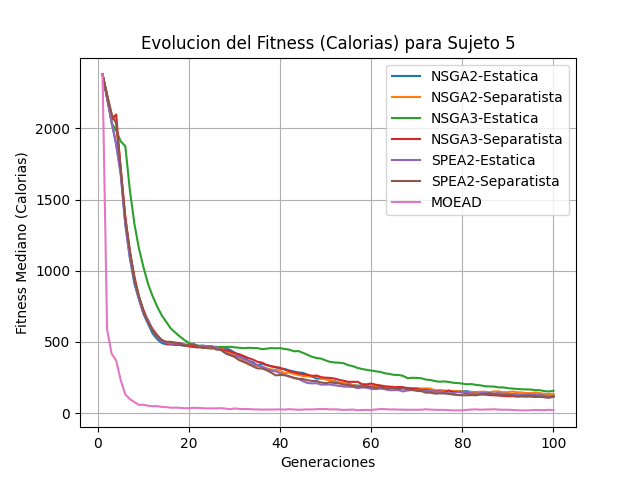 Evolucion del Fitness (Calorias) para Sujeto 5
NSGA2-Estatica
NSGA2-Separatista
NSGA3-Estatica
NSGA3-Separatista
SPEA2-Estatica
SPEA2-Separatista
MOEAD
Fitness Mediano (Calorias)
2000
1500
1000
500
0
0 20 40 60 80 100
Generaciones